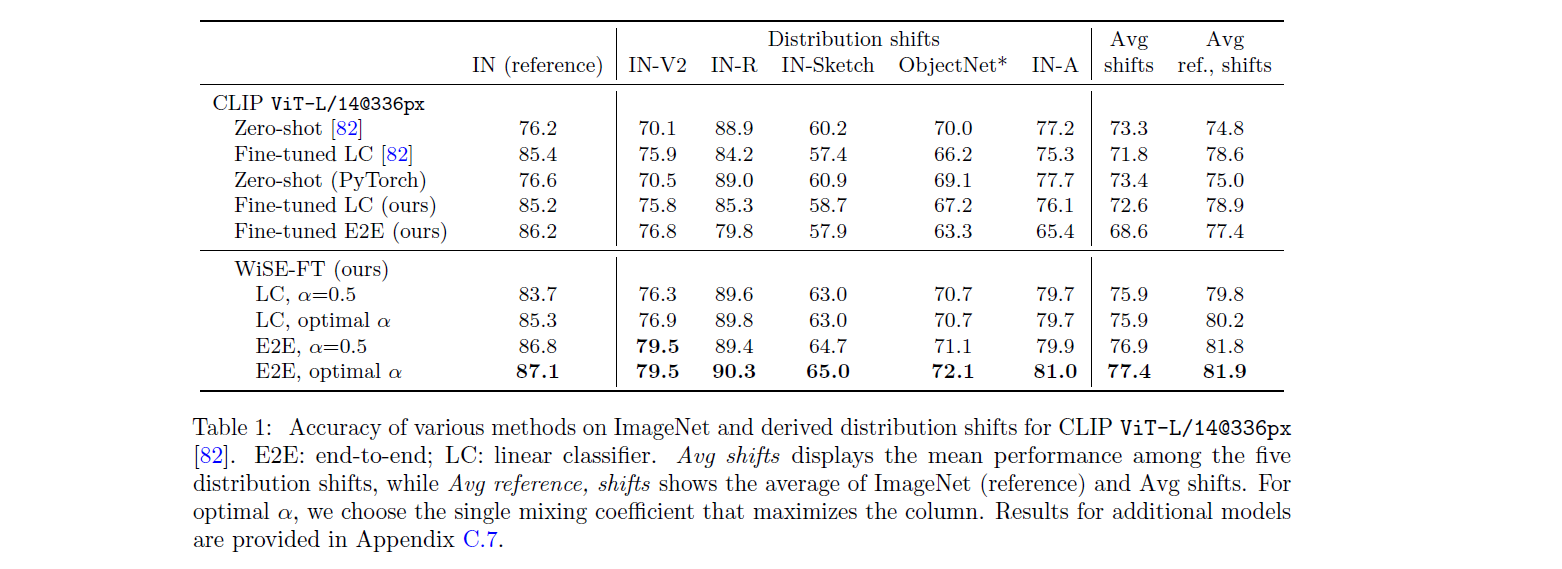 Distribution shifts Avg Avg
IN (reference) IN-V2 IN-R IN-Sketch ObjectNet* IN-A shifts ref., shifts
CLIP ViT-L/14@336px
Zero-shot [82] 76.2 70.1 88.9 60.2 70.0 77.2 73.3 74.8
Fine-tuned LC [82] 85.4 75.9 84.2 57.4 66.2 75.3 71.8 78.6
Zero-shot (PyTorch) 76.6 70.5 89.0 60.9 69.1 77.7 73.4 75.0
Fine-tuned LC (ours) 85.2 75.8 85.3 58.7 67.2 76.1 72.6 78.9
Fine-tuned E2E (ours) 86.2 76.8 79.8 57.9 63.3 65.4 68.6 77.4
WiSE-FT (ours)
LC, α=0.5 83.7 76.3 89.6 63.0 70.7 79.7 75.9 79.8
LC, optimal α 85.3 76.9 89.8 63.0 70.7 79.7 75.9 80.2
E2E, α=0.5 86.8 79.5 89.4 64.7 71.1 79.9 76.9 81.8
E2E, optimal α 87.1 79.5 90.3 65.0 72.1 81.0 77.4 81.9
Table 1: Accuracy of various methods on ImageNet and derived distribution shifts for CLIP ViT-L/14@336px
[82]. E2E: end-to-end; LC: linear classifier. Avg shifts displays the mean performance among the five
distribution shifts, while Avg reference, shifts shows the average of ImageNet (reference) and Avg shifts. For
optimal α, we choose the single mixing coefficient that maximizes the column. Results for additional models
are provided in Appendix C.7.